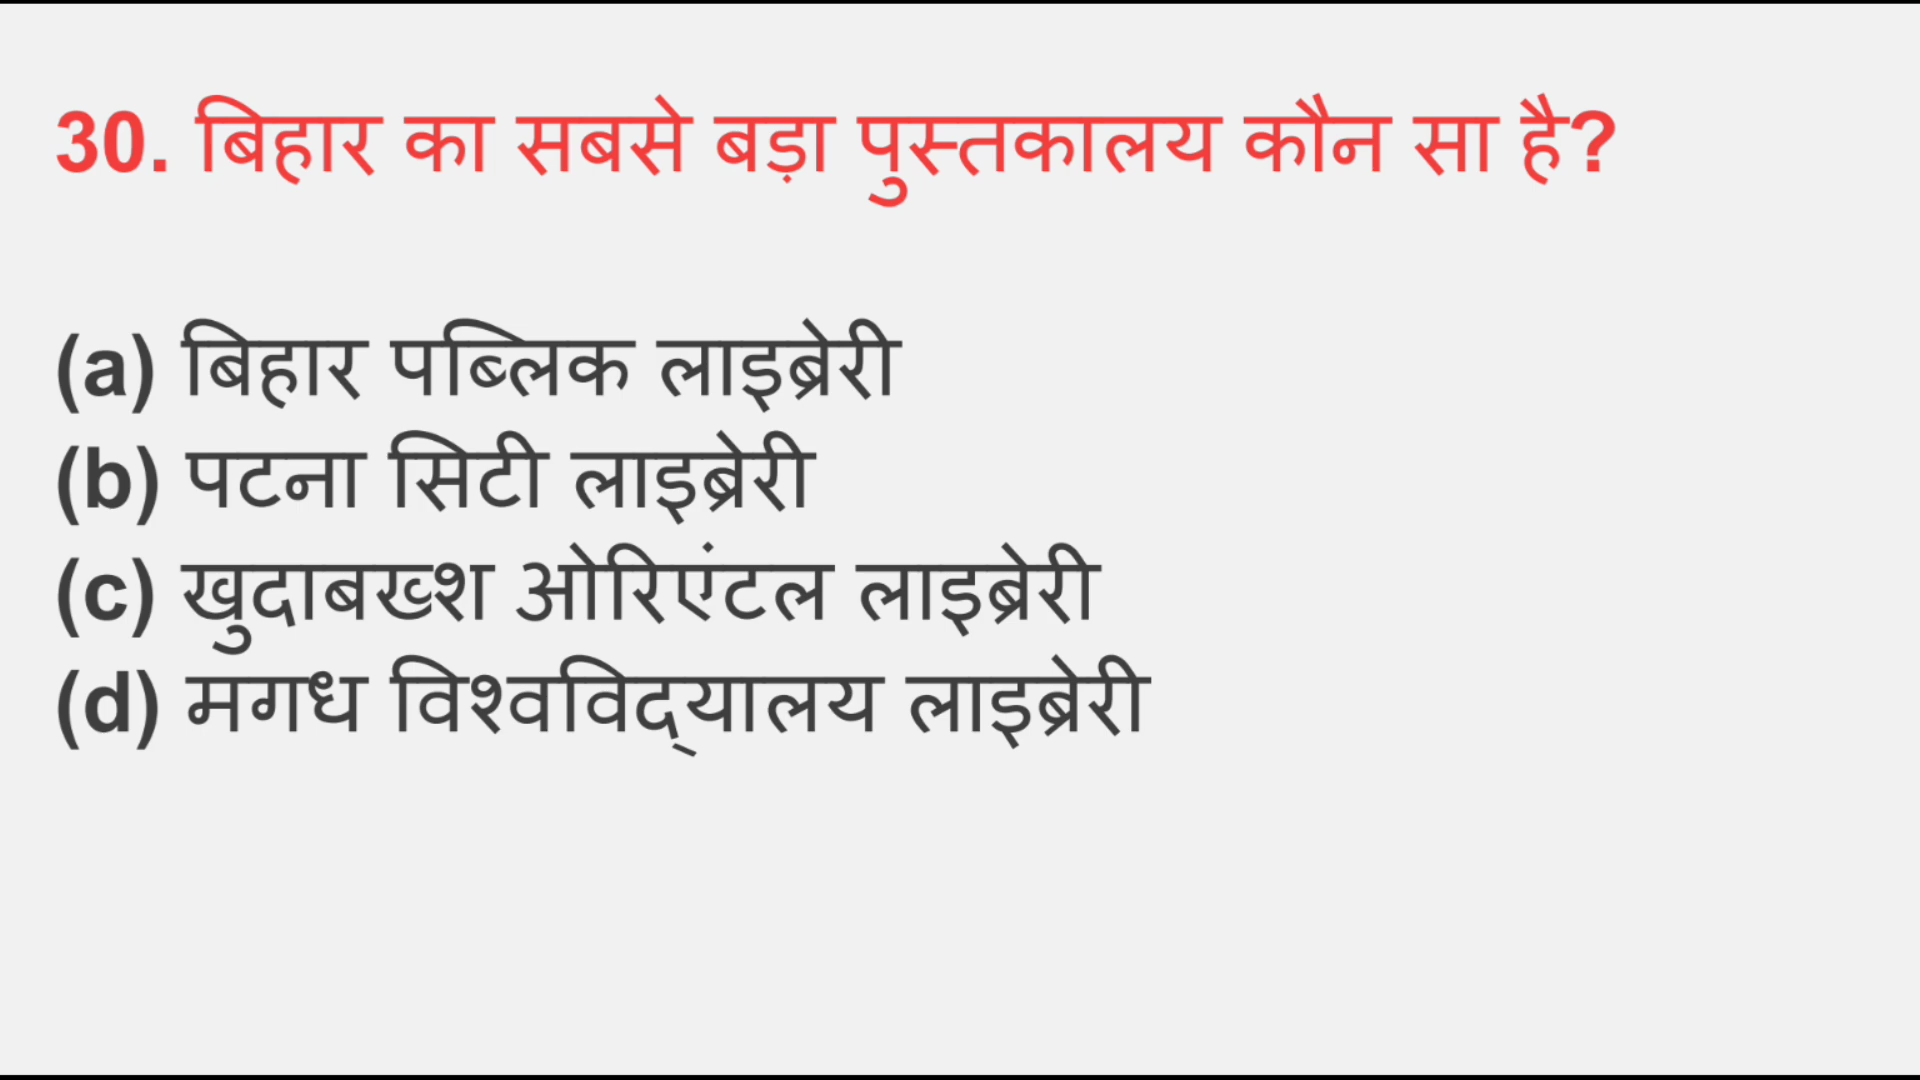 30. बिहार का सबसे बड़ा पुस्तकालय कौन सा है?
(a) बिहार पब्लिक लाइब्रेरी
(b) पटना सिटी लाइब्रेरी
(c) खुदाबख्श ओरिएंटल लाइब्रेरी
(d) मगध विश्वविद्यालय लाइब्रेरी